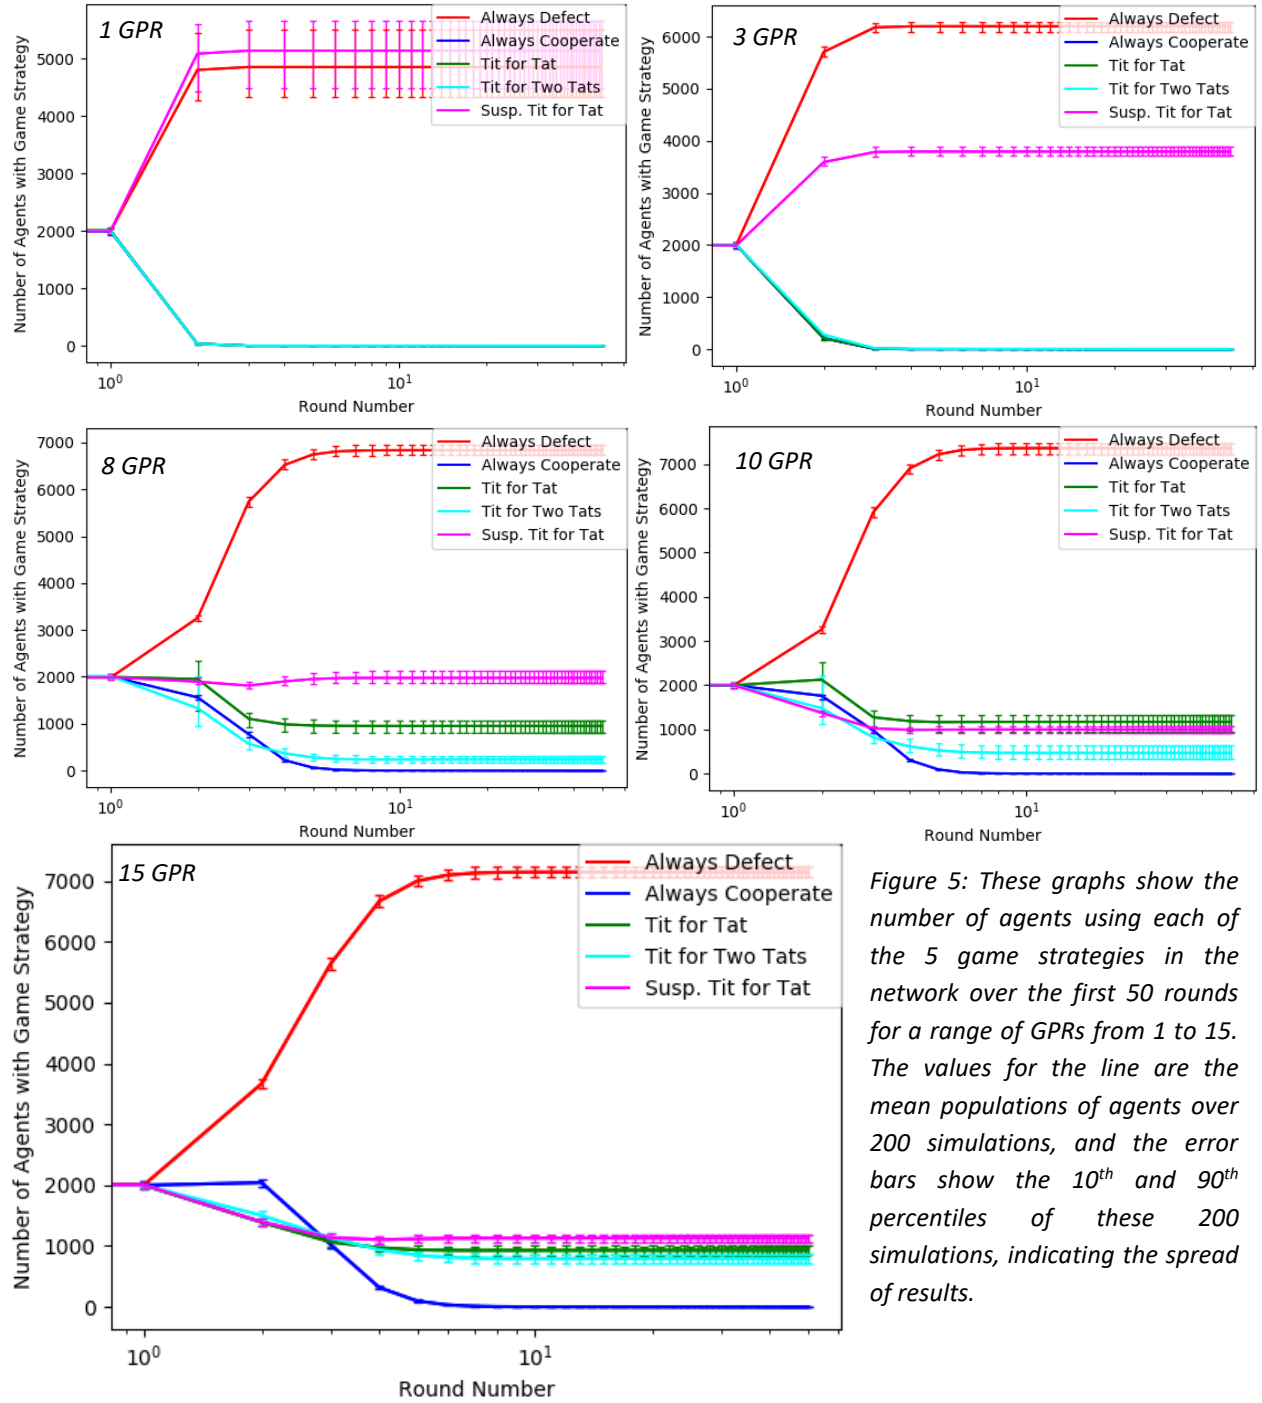 1 GPR
Always Defect
Always Cooperate
Tit for Tat
Tit for Two Tats
Susp. Tit for Tat
Number of Agents with Game Strategy
5000
4000
3000
2000
1000
0
10⁰
10¹
Round Number
3 GPR
Always Defect
Always Cooperate
Tit for Tat
Tit for Two Tats
Susp. Tit for Tat
Number of Agents with Game Strategy
6000
5000
4000
3000
2000
1000
0
10⁰
10¹
Round Number
8 GPR
Always Defect
Always Cooperate
Tit for Tat
Tit for Two Tats
Susp. Tit for Tat
Number of Agents with Game Strategy
7000
6000
5000
4000
3000
2000
1000
0
10⁰
10¹
Round Number
10 GPR
Always Defect
Always Cooperate
Tit for Tat
Tit for Two Tats
Susp. Tit for Tat
Number of Agents with Game Strategy
7000
6000
5000
4000
3000
2000
1000
0
10⁰
10¹
Round Number
15 GPR
Always Defect
Always Cooperate
Tit for Tat
Tit for Two Tats
Susp. Tit for Tat
Number of Agents with Game Strategy
7000
6000
5000
4000
3000
2000
1000
0
10⁰
10¹
Round Number
Figure 5: These graphs show the
number of agents using each of
the 5 game strategies in the
network over the first 50 rounds
for a range of GPRs from 1 to 15.
The values for the line are the
mean populations of agents over
200 simulations, and the error
bars show the 10th and 90th
percentiles of these 200
simulations, indicating the spread
of results.